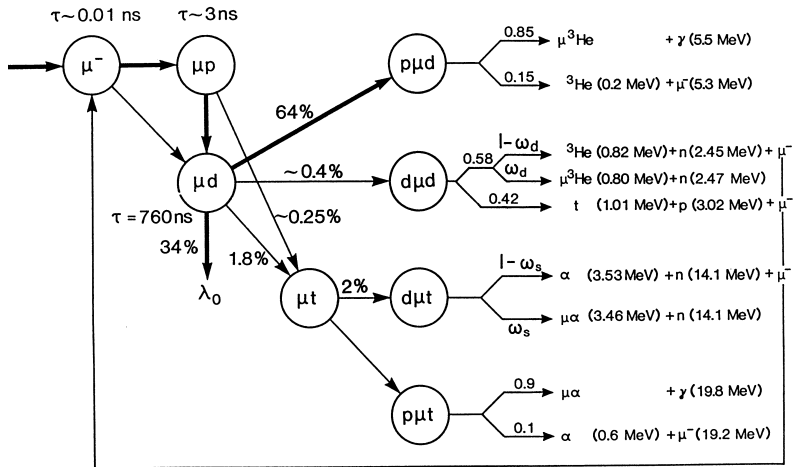 τ~0.01 ns
τ~3ns
μ⁻
μp
pμd
0.85
μ³He + γ (5.5 MeV)
0.15
³He (0.2 MeV) + μ⁻(5.3 MeV)
64%
μd
~0.4%
dμd
0.58
1-ω_d
³He (0.82 MeV)+n (2.45 MeV) + μ⁻
ω_d
μ³He (0.80 MeV)+n (2.47 MeV)
0.42
t (1.01 MeV)+p (3.02 MeV) + μ⁻
τ = 760ns
34%
~0.25%
1.8%
λ₀
μt
2%
dμt
1-ω_s
α (3.53 MeV) + n (14.1 MeV) + μ⁻
ω_s
μα (3.46 MeV) + n (14.1 MeV)
pμt
0.9
μα + γ (19.8 MeV)
0.1
α (0.6 MeV) + μ⁻(19.2 MeV)